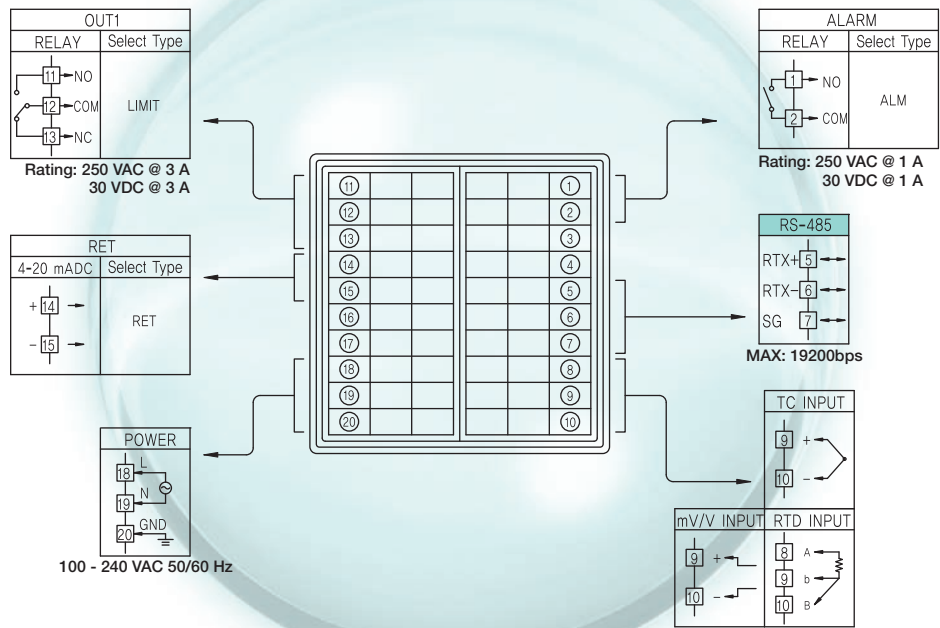 OUT1
RELAY Select Type
11 NO
12 COM
13 NC
LIMIT
Rating: 250 VAC @ 3 A
30 VDC @ 3 A
ALARM
RELAY Select Type
1 NO
2 COM
ALM
Rating: 250 VAC @ 1 A
30 VDC @ 1 A
RET
4-20 mADC Select Type
+ 14
- 15
RET
11 1
12 2
13 3
14 4
15 5
16 6
17 7
18 8
19 9
20 10
RS-485
RTX+ 5
RTX- 6
SG 7
MAX: 19200bps
POWER
18 L
19 N
20 GND
100 - 240 VAC 50/60 Hz
TC INPUT
9 +
10 -
mV/V INPUT
9 +
10 -
RTD INPUT
8 A
9 b
10 B